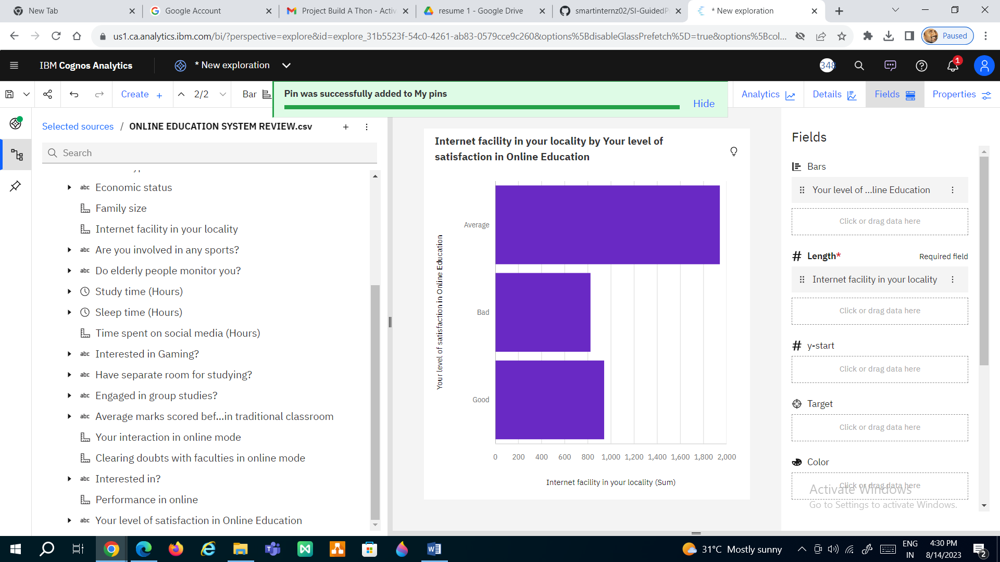 New Tab
Google Account
Project Build A Thon - Activ
resume 1 - Google Drive
smartinternz02/SI-GuidedP
* New exploration
us1.ca.analytics.ibm.com/bi/?perspective=explore&id=explore_31b5523f-54c0-4261-ab83-0579cce9c260&options%5BdisableGlassPrefetch%5D=true&options%5Bcol...
Paused
IBM Cognos Analytics
* New exploration
348
1
Create
2/2
Bar
Pin was successfully added to My pins
Hide
Analytics
Details
Fields
Properties
Selected sources / ONLINE EDUCATION SYSTEM REVIEW.csv
Search
abc Economic status
Family size
Internet facility in your locality
abc Are you involved in any sports?
abc Do elderly people monitor you?
Study time (Hours)
Sleep time (Hours)
Time spent on social media (Hours)
abc Interested in Gaming?
abc Have separate room for studying?
abc Engaged in group studies?
abc Average marks scored bef...in traditional classroom
Your interaction in online mode
Clearing doubts with faculties in online mode
abc Interested in?
Performance in online
abc Your level of satisfaction in Online Education
Internet facility in your locality by Your level of
satisfaction in Online Education
Your level of satisfaction in Online Education
Average
Bad
Good
0 200 400 600 800 1,000 1,200 1,400 1,600 1,800 2,000
Internet facility in your locality (Sum)
Fields
Bars
Your level of ...line Education
Click or drag data here
Length* Required field
Internet facility in your locality
Click or drag data here
y-start
Click or drag data here
Target
Click or drag data here
Color
Click or drag data here
Activate Windows
Go to Settings to activate Windows.
31°C Mostly sunny
ENG
IN
4:30 PM
8/14/2023
2